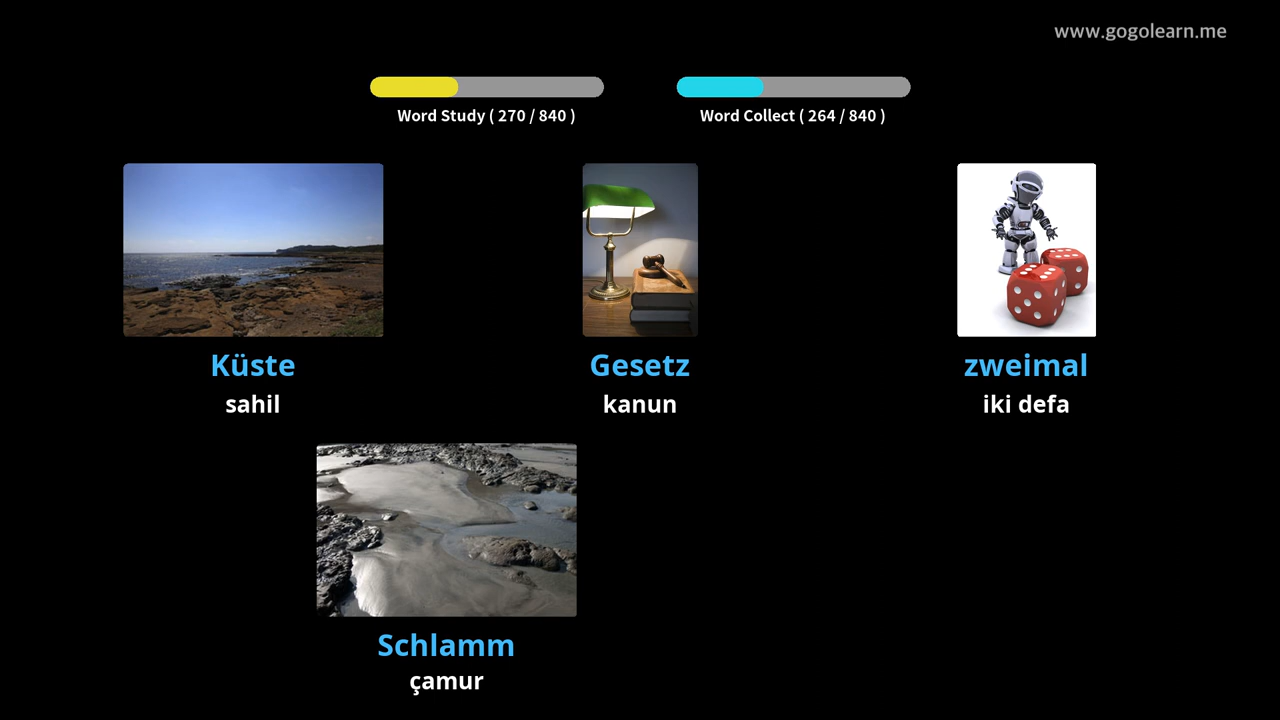 www.gogolearn.me
Word Study ( 270 / 840 )
Word Collect ( 264 / 840 )
Küste
sahil
Gesetz
kanun
zweimal
iki defa
Schlamm
çamur